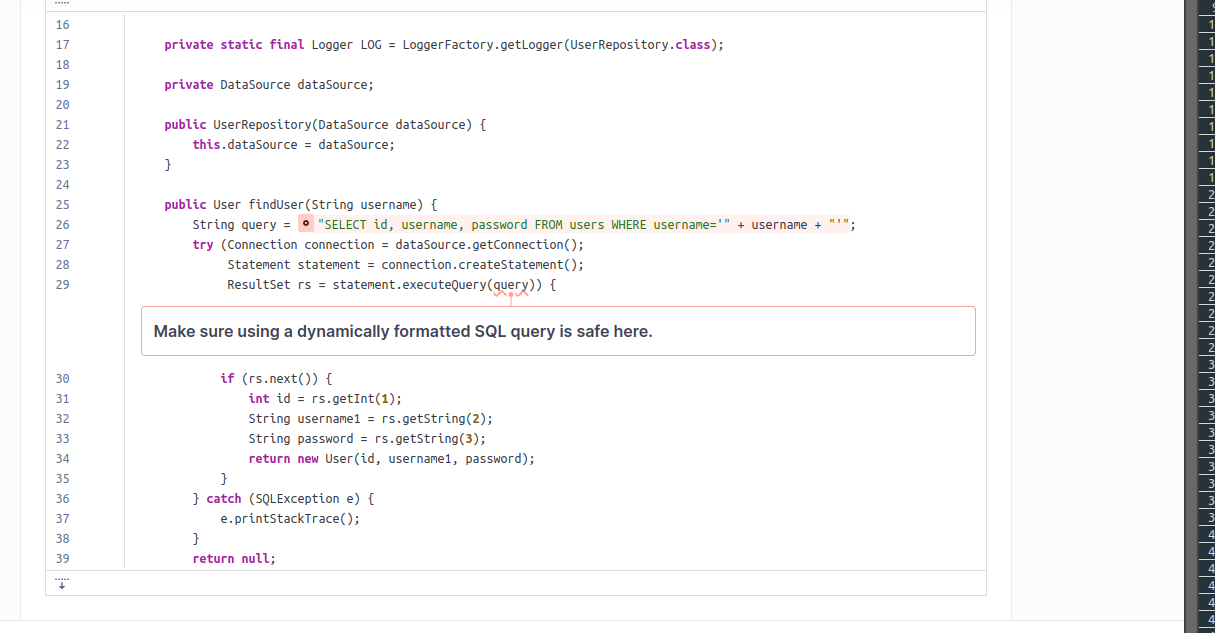 16
17 private static final Logger LOG = LoggerFactory.getLogger(UserRepository.class);
18
19 private DataSource dataSource;
20
21 public UserRepository(DataSource dataSource) {
22 this.dataSource = dataSource;
23 }
24
25 public User findUser(String username) {
26 String query = "SELECT id, username, password FROM users WHERE username='" + username + "'";
27 try (Connection connection = dataSource.getConnection();
28 Statement statement = connection.createStatement();
29 ResultSet rs = statement.executeQuery(query)) {
Make sure using a dynamically formatted SQL query is safe here.
30 if (rs.next()) {
31 int id = rs.getInt(1);
32 String username1 = rs.getString(2);
33 String password = rs.getString(3);
34 return new User(id, username1, password);
35 }
36 } catch (SQLException e) {
37 e.printStackTrace();
38 }
39 return null;